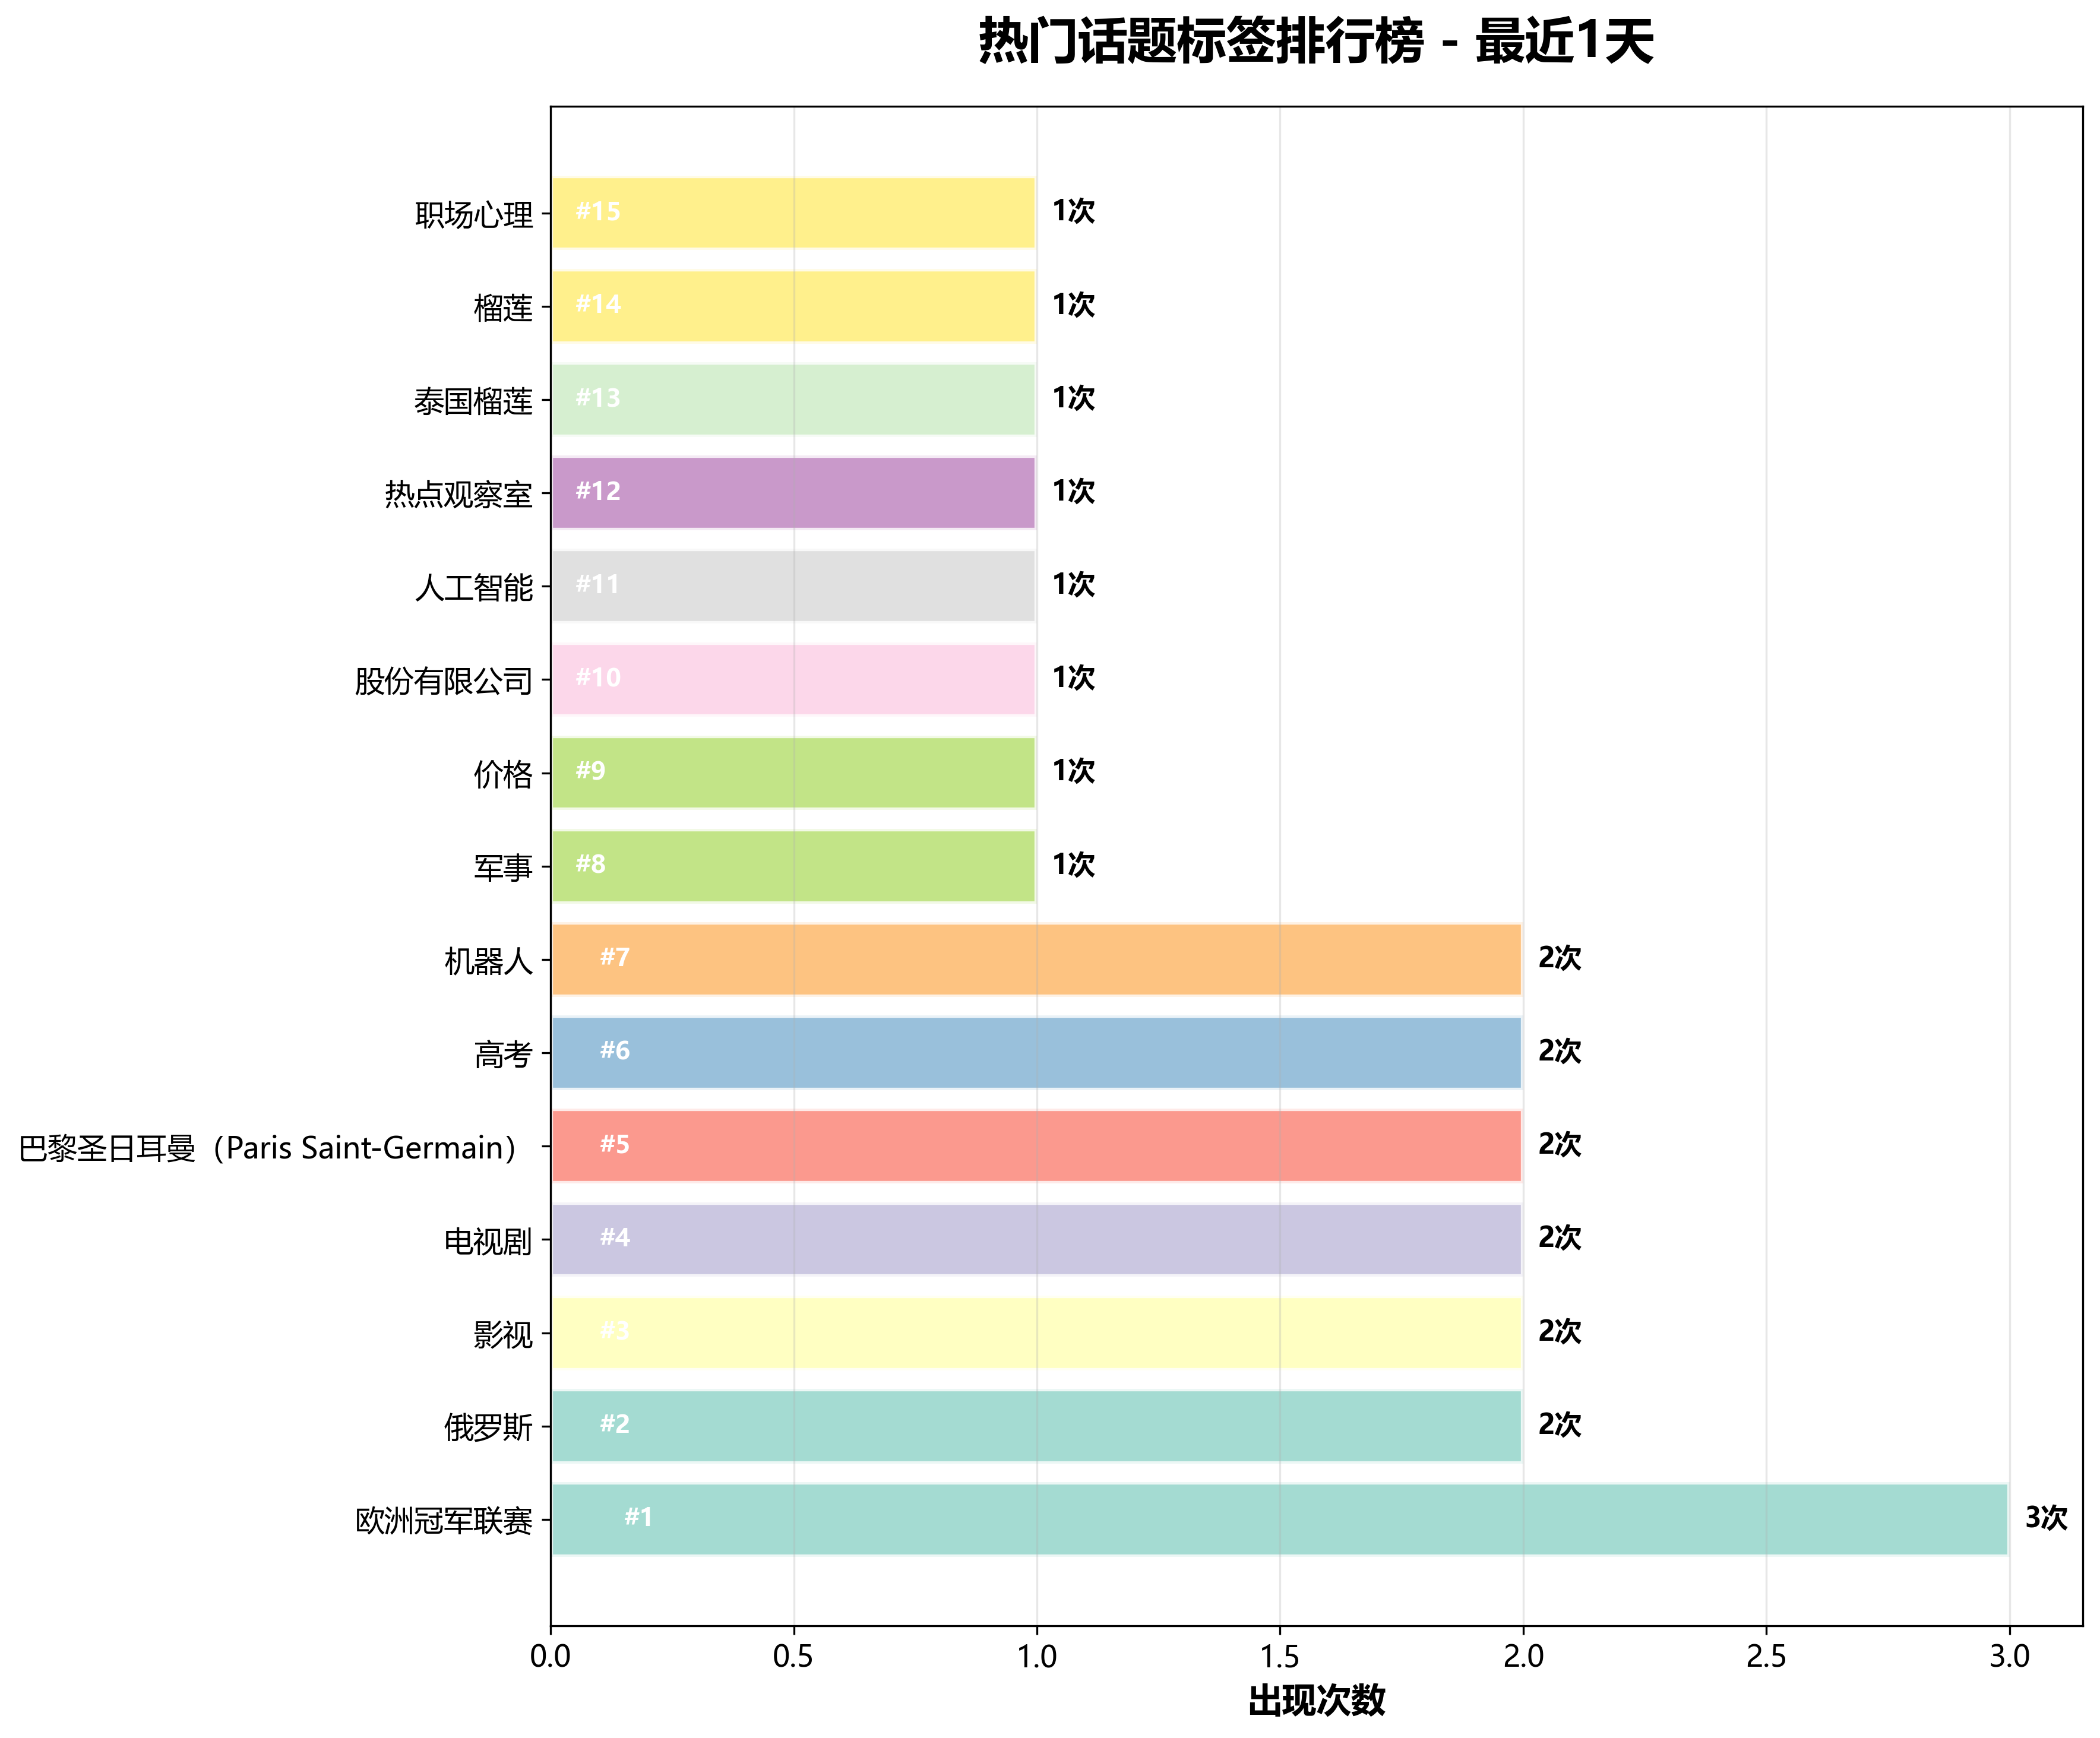 热门话题标签排行榜 - 最近1天
职场心理 #15 1次
榴莲 #14 1次
泰国榴莲 #13 1次
热点观察室 #12 1次
人工智能 #11 1次
股份有限公司 #10 1次
价格 #9 1次
军事 #8 1次
机器人 #7 2次
高考 #6 2次
巴黎圣日耳曼（Paris Saint-Germain） #5 2次
电视剧 #4 2次
影视 #3 2次
俄罗斯 #2 2次
欧洲冠军联赛 #1 3次
0.0 0.5 1.0 1.5 2.0 2.5 3.0
出现次数